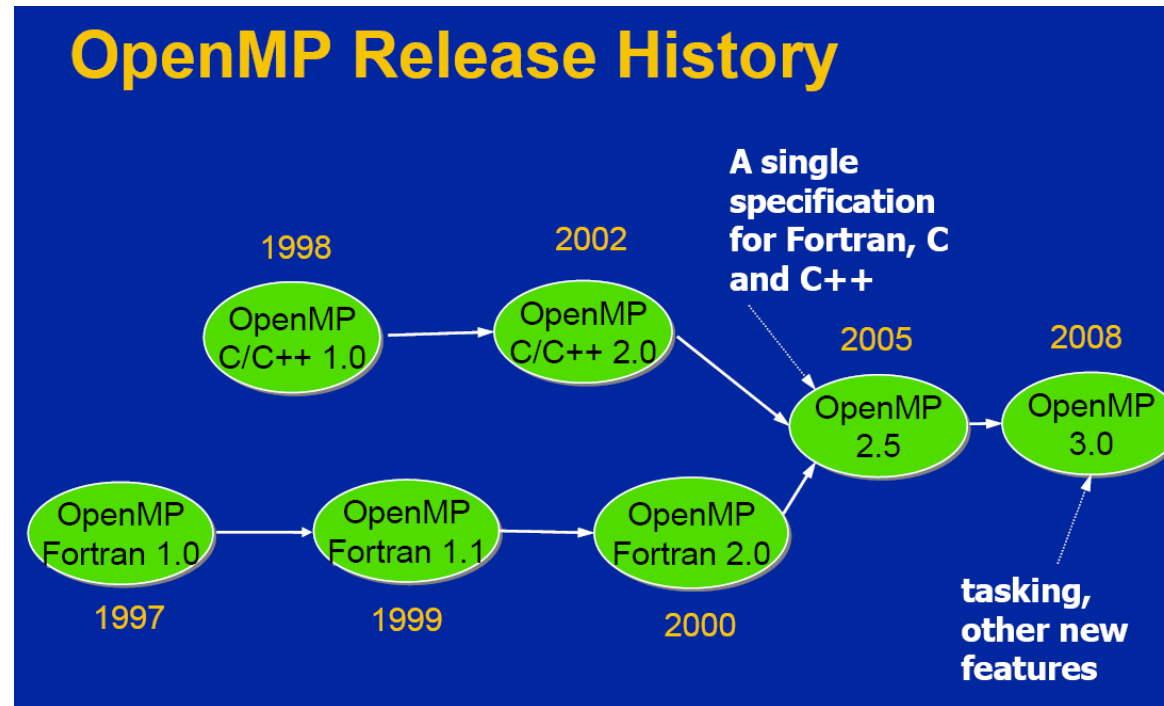 OpenMP Release History
A single
specification
for Fortran, C
and C++
1998
2002
OpenMP
C/C++ 1.0
OpenMP
C/C++ 2.0
2005
2008
OpenMP
2.5
OpenMP
3.0
OpenMP
Fortran 1.0
OpenMP
Fortran 1.1
OpenMP
Fortran 2.0
1997
1999
2000
tasking,
other new
features